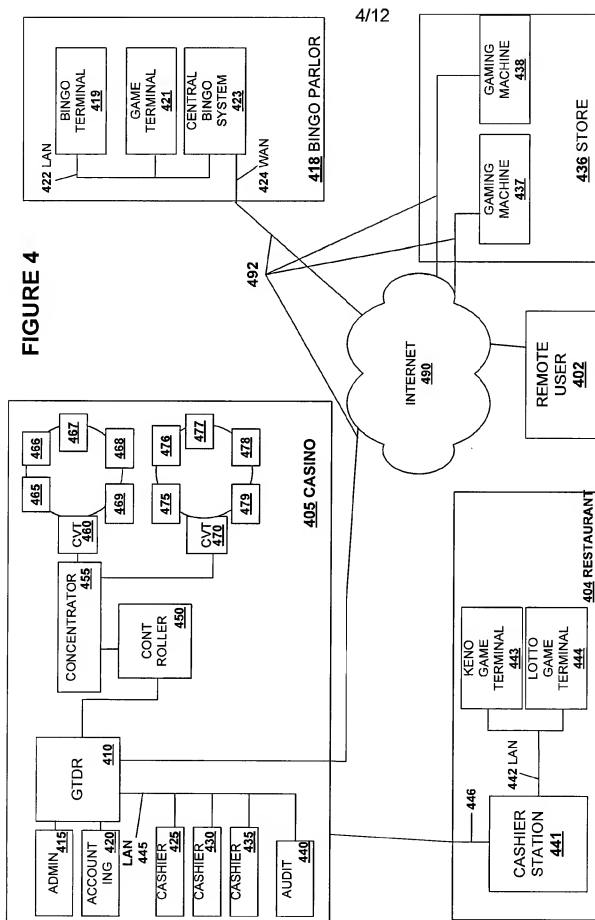 4/12
FIGURE 4
466
467
465
468
469
CVT
460
476
477
475
478
479
CVT
470
CONCENTRATOR
455
CONT
ROLLER
450
GTDR
410
ADMIN
415
ACCOUNT
ING 420
LAN
445
CASHIER
425
CASHIER
430
CASHIER
435
AUDIT
440
405 CASINO
422 LAN
BINGO
TERMINAL
419
GAME
TERMINAL
421
CENTRAL
BINGO
SYSTEM
423
424 WAN
418 BINGO PARLOR
492
INTERNET
490
GAMING
MACHINE
438
GAMING
MACHINE
437
436 STORE
REMOTE
USER
402
446
CASHIER
STATION
441
442 LAN
KENO
GAME
TERMINAL
443
LOTTO
GAME
TERMINAL
444
404 RESTAURANT